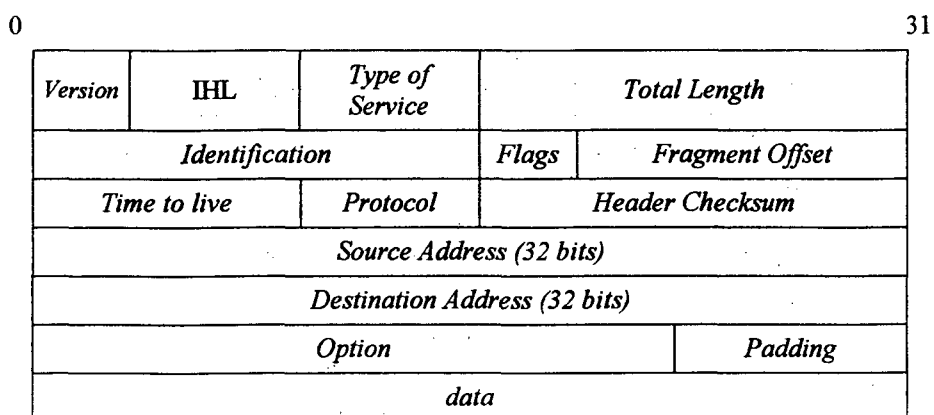 0 31
Version IHL Type of Service Total Length
Identification Flags Fragment Offset
Time to live Protocol Header Checksum
Source Address (32 bits)
Destination Address (32 bits)
Option Padding
data